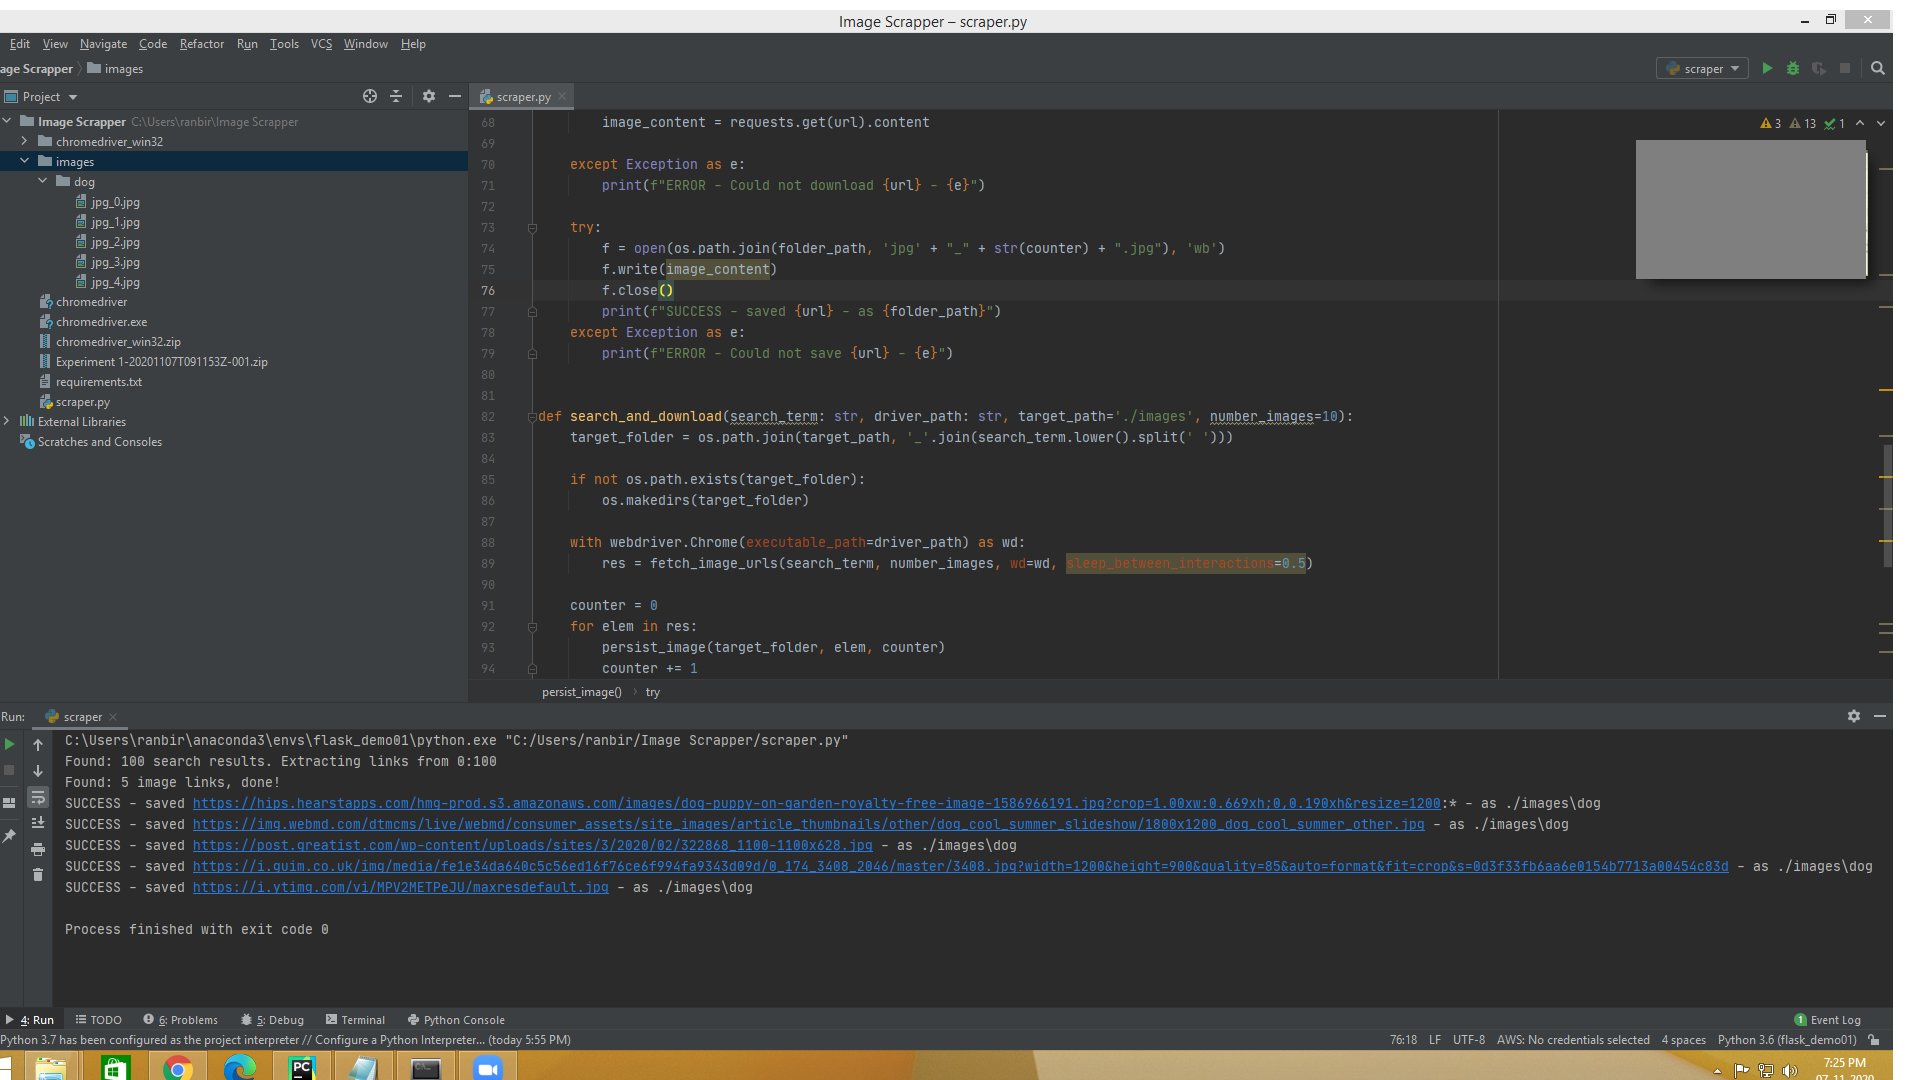 Image Scrapper – scraper.py
Edit View Navigate Code Refactor Run Tools VCS Window Help
age Scrapper images
scraper
Project
scraper.py
Image Scrapper C:\Users\ranbir\Image Scrapper
chromedriver_win32
images
dog
jpg_0.jpg
jpg_1.jpg
jpg_2.jpg
jpg_3.jpg
jpg_4.jpg
chromedriver
chromedriver.exe
chromedriver_win32.zip
Experiment 1-20201107T091153Z-001.zip
requirements.txt
scraper.py
External Libraries
Scratches and Consoles
3 13 1
68 image_content = requests.get(url).content
69
70 except Exception as e:
71 print(f"ERROR - Could not download {url} - {e}")
72
73 try:
74 f = open(os.path.join(folder_path, 'jpg' + "_" + str(counter) + ".jpg"), 'wb')
75 f.write(image_content)
76 f.close()
77 print(f"SUCCESS - saved {url} - as {folder_path}")
78 except Exception as e:
79 print(f"ERROR - Could not save {url} - {e}")
80
81
82 def search_and_download(search_term: str, driver_path: str, target_path='./images', number_images=10):
83 target_folder = os.path.join(target_path, '_'.join(search_term.lower().split(' ')))
84
85 if not os.path.exists(target_folder):
86 os.makedirs(target_folder)
87
88 with webdriver.Chrome(executable_path=driver_path) as wd:
89 res = fetch_image_urls(search_term, number_images, wd=wd, sleep_between_interactions=0.5)
90
91 counter = 0
92 for elem in res:
93 persist_image(target_folder, elem, counter)
94 counter += 1
persist_image() try
Run: scraper
C:\Users\ranbir\anaconda3\envs\flask_demo01\python.exe "C:/Users/ranbir/Image Scrapper/scraper.py"
Found: 100 search results. Extracting links from 0:100
Found: 5 image links, done!
SUCCESS - saved https://hips.hearstapps.com/hmg-prod.s3.amazonaws.com/images/dog-puppy-on-garden-royalty-free-image-1586966191.jpg?crop=1.00xw:0.669xh;0,0.190xh&resize=1200:* - as ./images\dog
SUCCESS - saved https://img.webmd.com/dtmcms/live/webmd/consumer_assets/site_images/article_thumbnails/other/dog_cool_summer_slideshow/1800x1200_dog_cool_summer_other.jpg - as ./images\dog
SUCCESS - saved https://post.greatist.com/wp-content/uploads/sites/3/2020/02/322868_1100-1100x628.jpg - as ./images\dog
SUCCESS - saved https://i.guim.co.uk/img/media/fe1e34da640c5c56ed16f76ce6f994fa9343d09d/0_174_3408_2046/master/3408.jpg?width=1200&height=900&quality=85&auto=format&fit=crop&s=0d3f33fb6aa6e0154b7713a00454c83d - as ./images\dog
SUCCESS - saved https://i.ytimg.com/vi/MPV2METPeJU/maxresdefault.jpg - as ./images\dog
Process finished with exit code 0
4: Run TODO 6: Problems 5: Debug Terminal Python Console 1 Event Log
Python 3.7 has been configured as the project interpreter // Configure a Python Interpreter... (today 5:55 PM) 76:18 LF UTF-8 AWS: No credentials selected 4 spaces Python 3.6 (flask_demo01)
PC
7:25 PM
07-11-2020